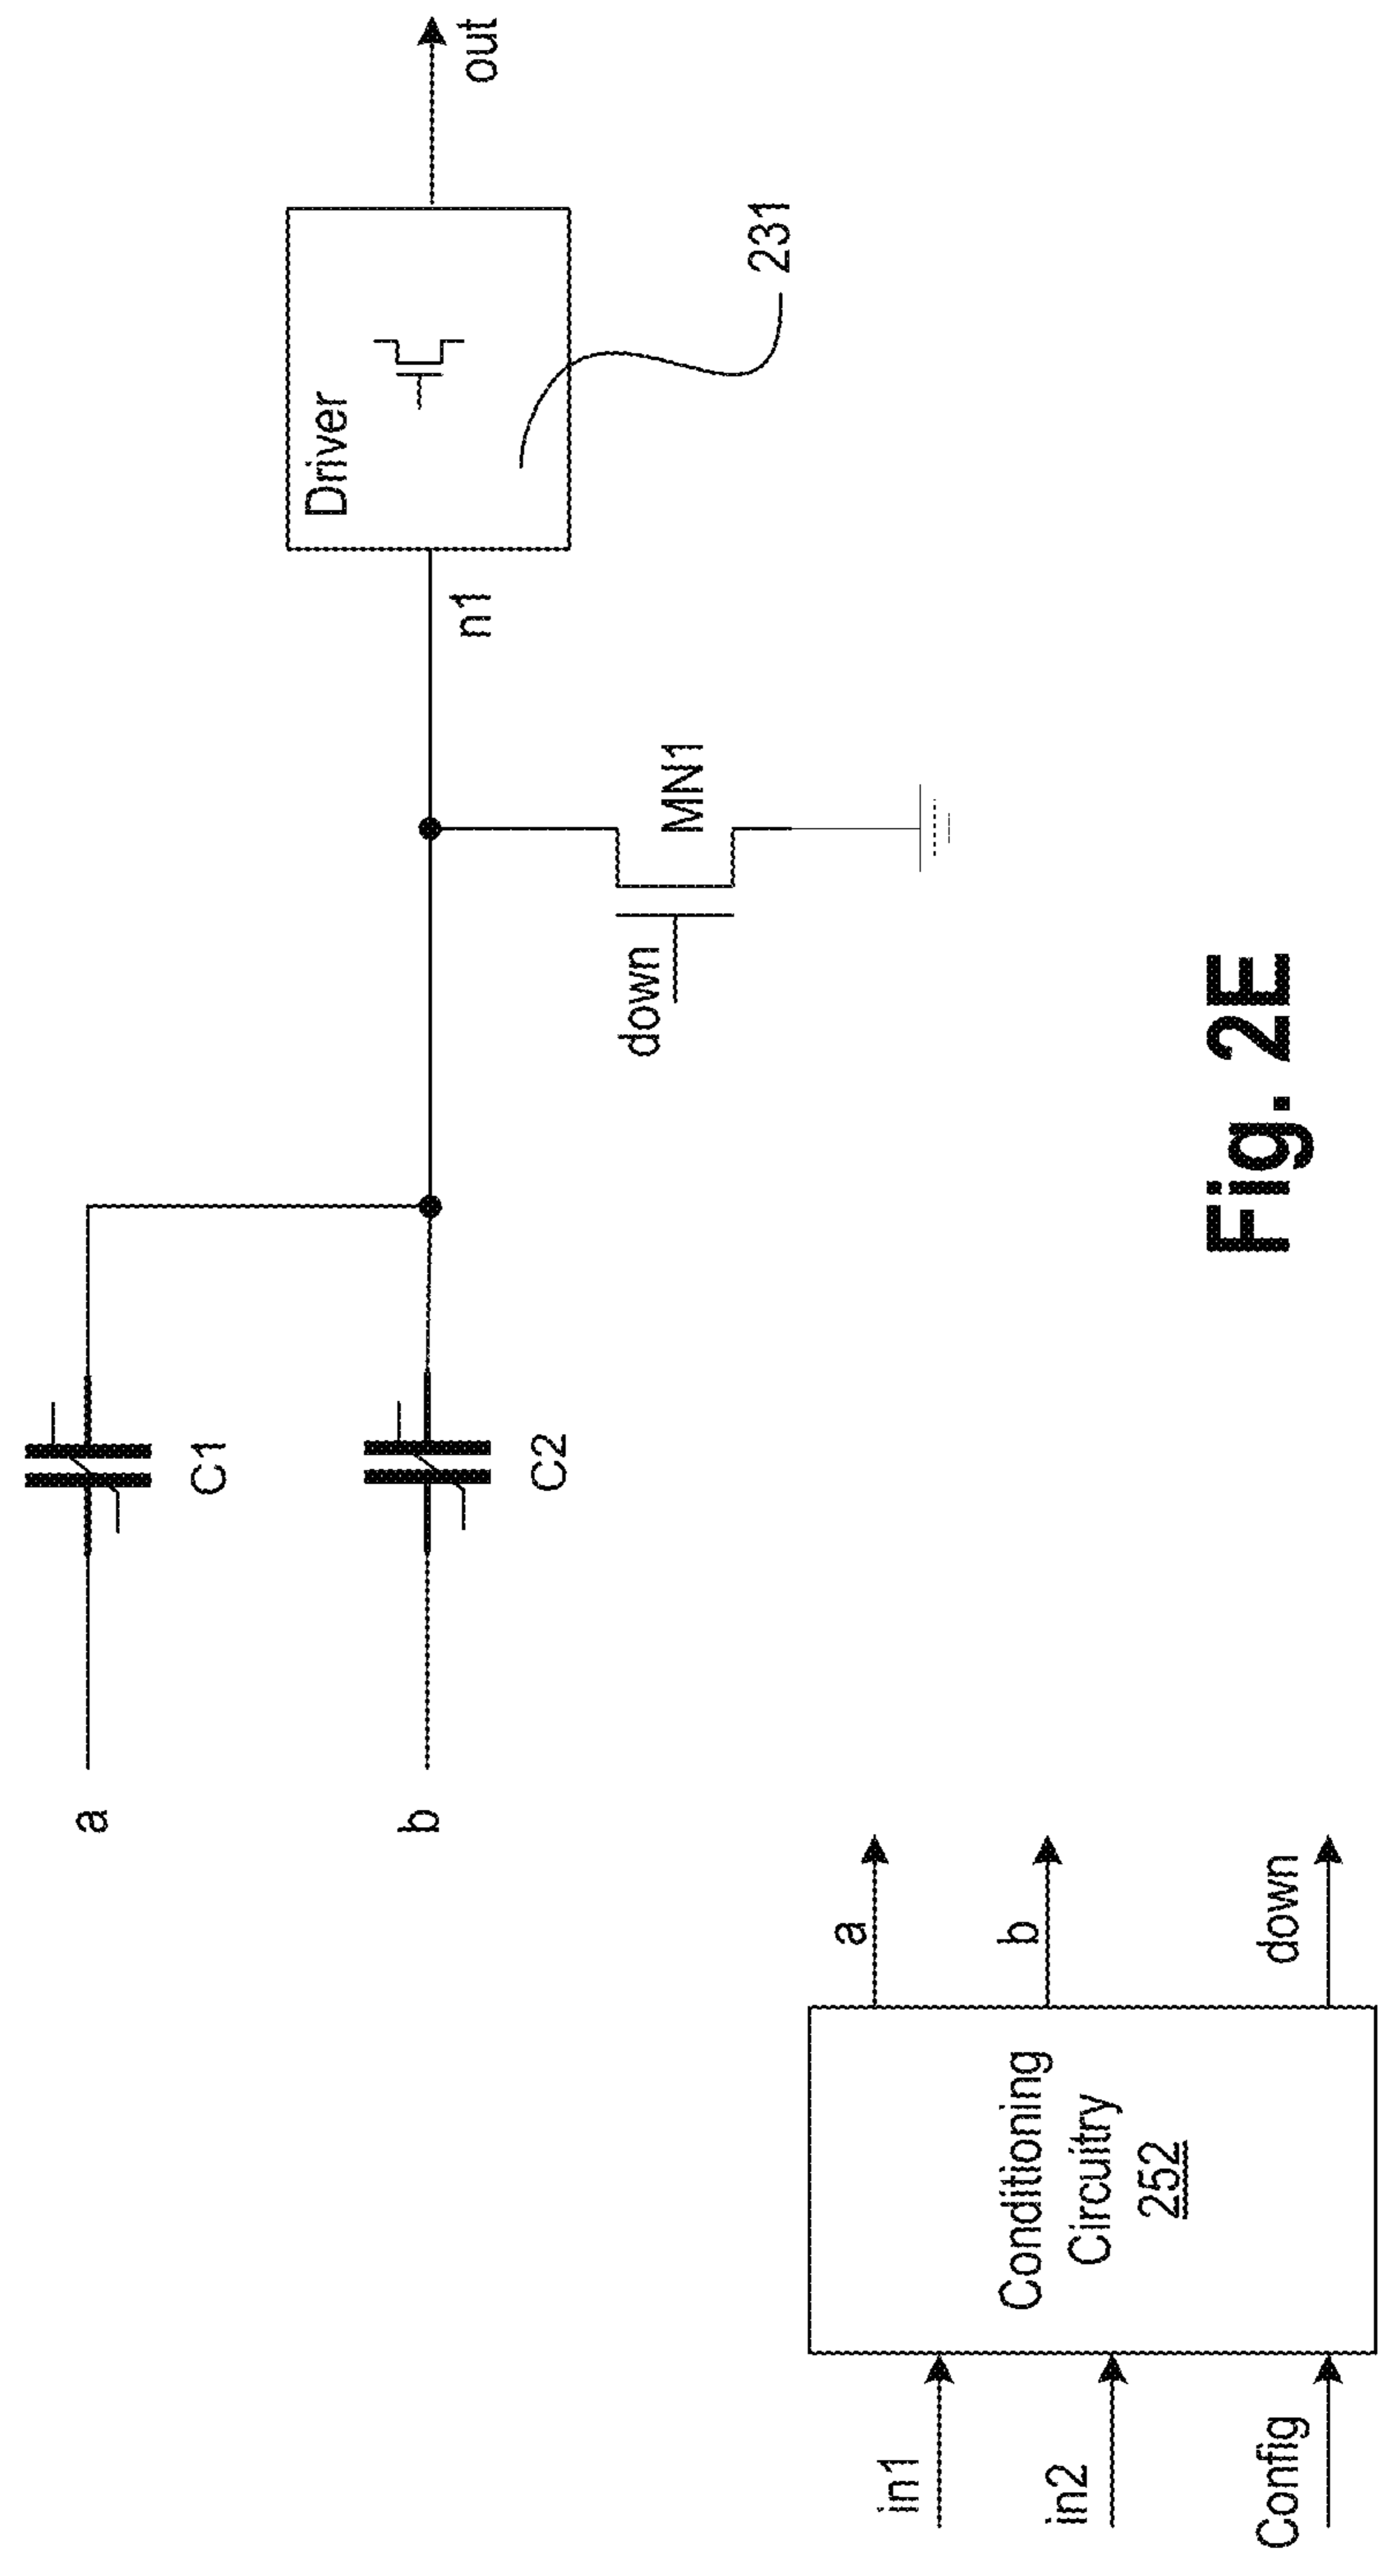 a
C1
b
C2
Driver
n1
out
231
down
MN1
in1
in2
Config
Conditioning
Circuitry
252
a
b
down
Fig. 2E